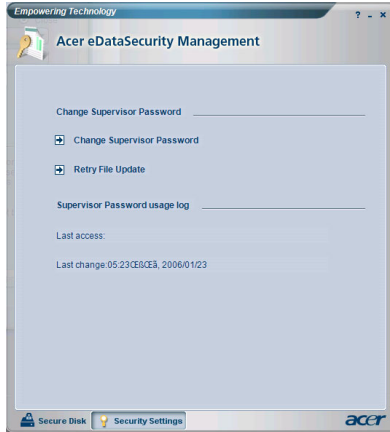 Empowering Technology
? - x
Acer eDataSecurity Management
Change Supervisor Password
Change Supervisor Password
Retry File Update
Supervisor Password usage log
Last access:
Last change:05:23ŒßŒã, 2006/01/23
Secure Disk
Security Settings
acer